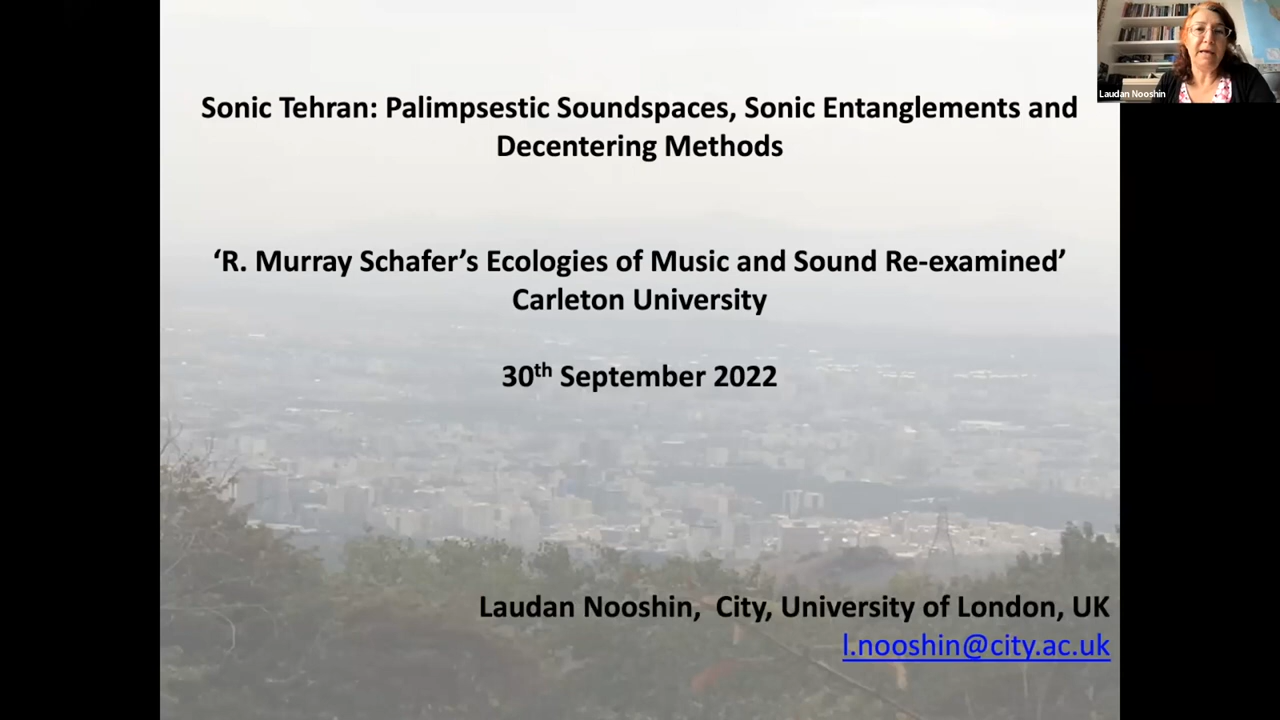 Sonic Tehran: Palimpsestic Soundspaces, Sonic Entanglements and
Decentering Methods
‘R. Murray Schafer’s Ecologies of Music and Sound Re-examined’
Carleton University
30th September 2022
Laudan Nooshin, City, University of London, UK
l.nooshin@city.ac.uk
Laudan Nooshin